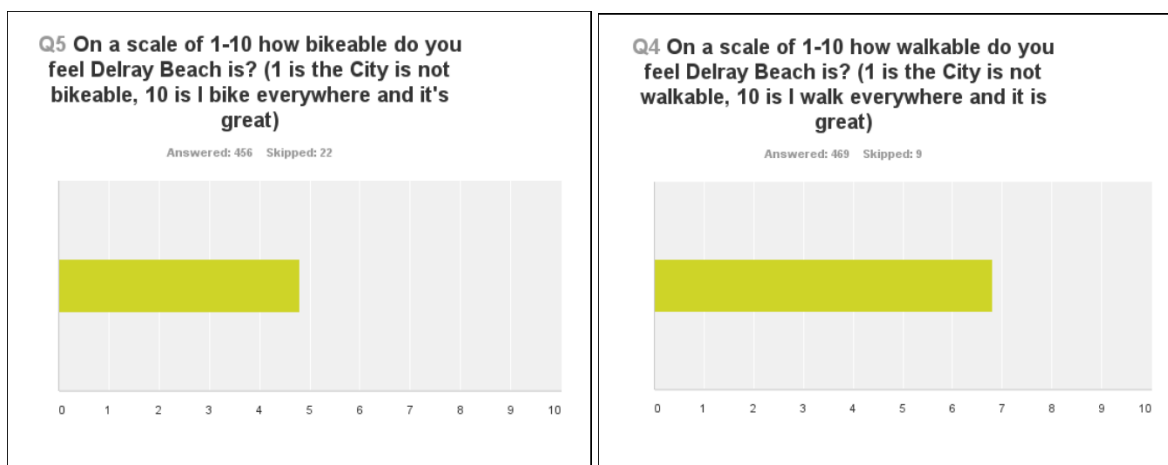 Q5 On a scale of 1-10 how bikeable do you
feel Delray Beach is? (1 is the City is not
bikeable, 10 is I bike everywhere and it's
great)
Answered: 456 Skipped: 22
0 1 2 3 4 5 6 7 8 9 10
Q4 On a scale of 1-10 how walkable do you
feel Delray Beach is? (1 is the City is not
walkable, 10 is I walk everywhere and it is
great)
Answered: 469 Skipped: 9
0 1 2 3 4 5 6 7 8 9 10